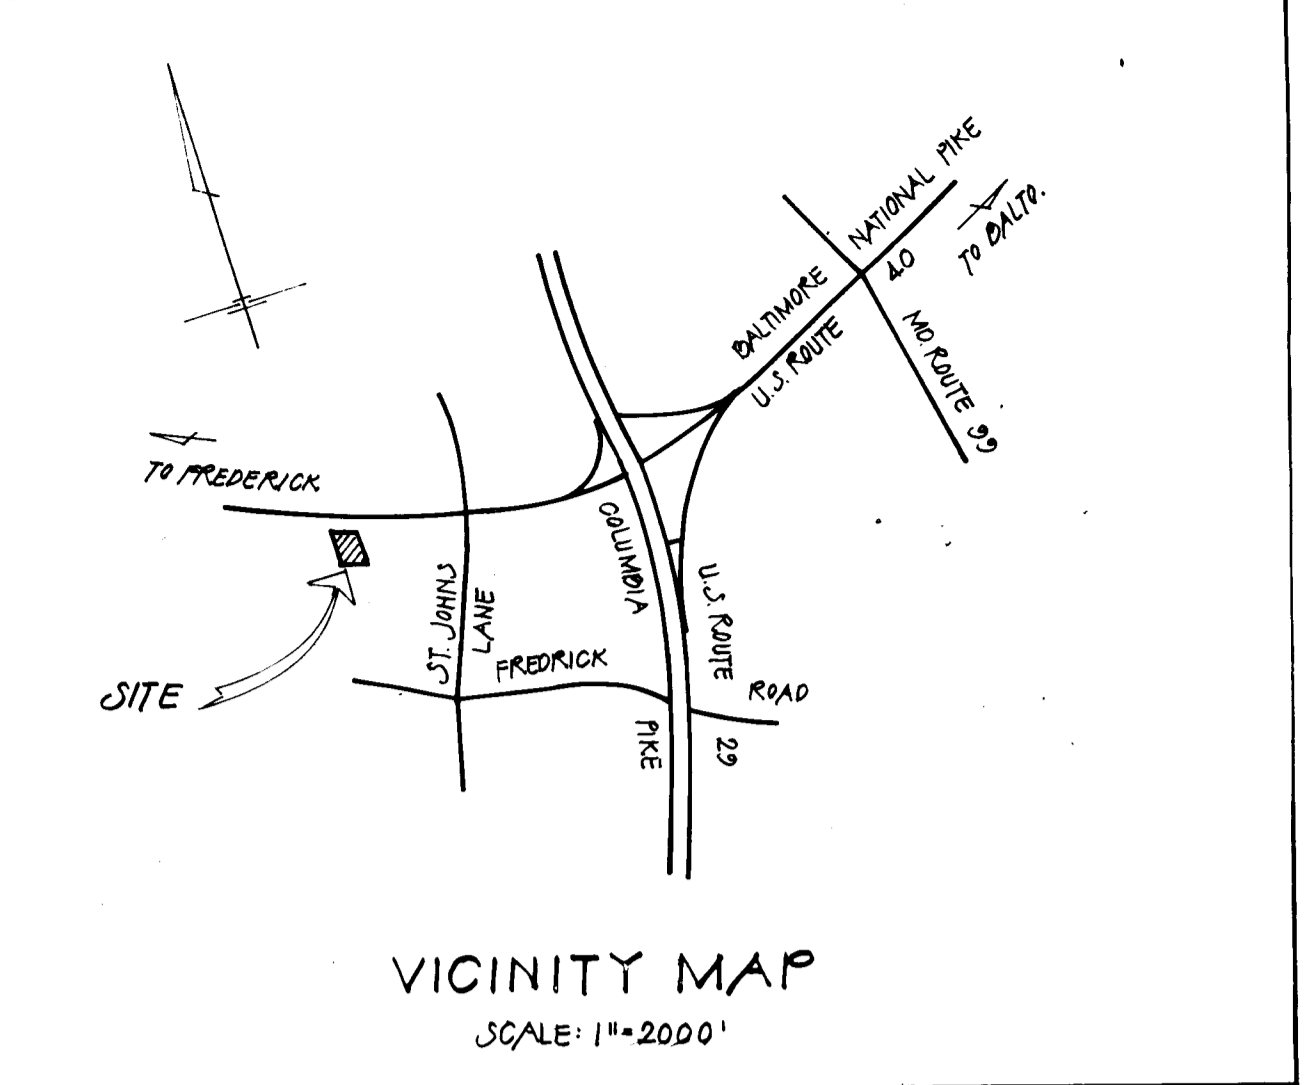 NATIONAL PIKE
TO BALTO.
40
BALTIMORE
U.S. ROUTE
MD. ROUTE 99
TO FREDERICK
COLUMBIA
U.S. ROUTE
ST. JOHNS
LANE
FREDRICK
ROAD
SITE
PIKE
29
VICINITY MAP
SCALE: 1"=2000'